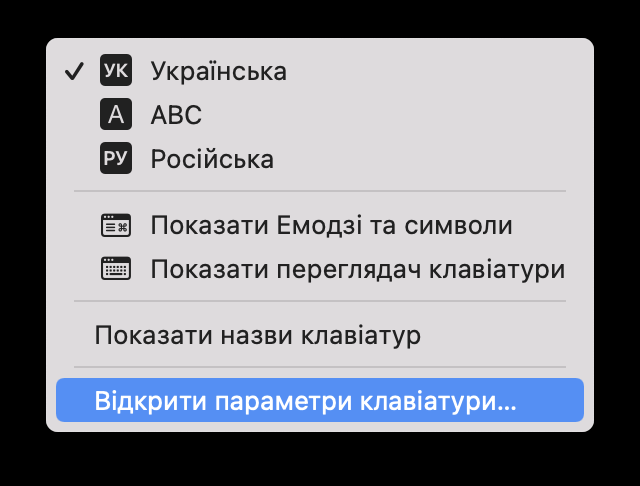 УК Українська
A ABC
РУ Російська
Показати Емодзі та символи
Показати переглядач клавіатури
Показати назви клавіатур
Відкрити параметри клавіатури...